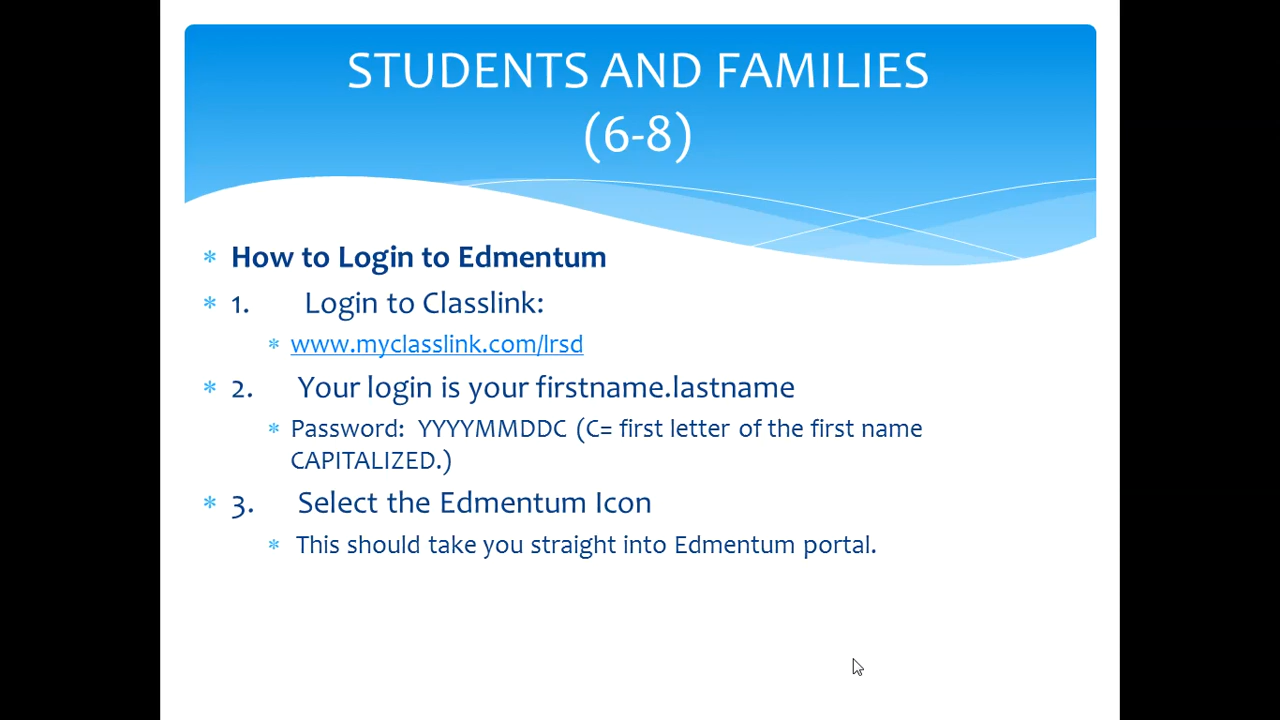 STUDENTS AND FAMILIES
(6-8)
* How to Login to Edmentum
* 1. Login to Classlink:
* www.myclasslink.com/lrsd
* 2. Your login is your firstname.lastname
* Password: YYYYMMDDC (C= first letter of the first name
CAPITALIZED.)
* 3. Select the Edmentum Icon
* This should take you straight into Edmentum portal.